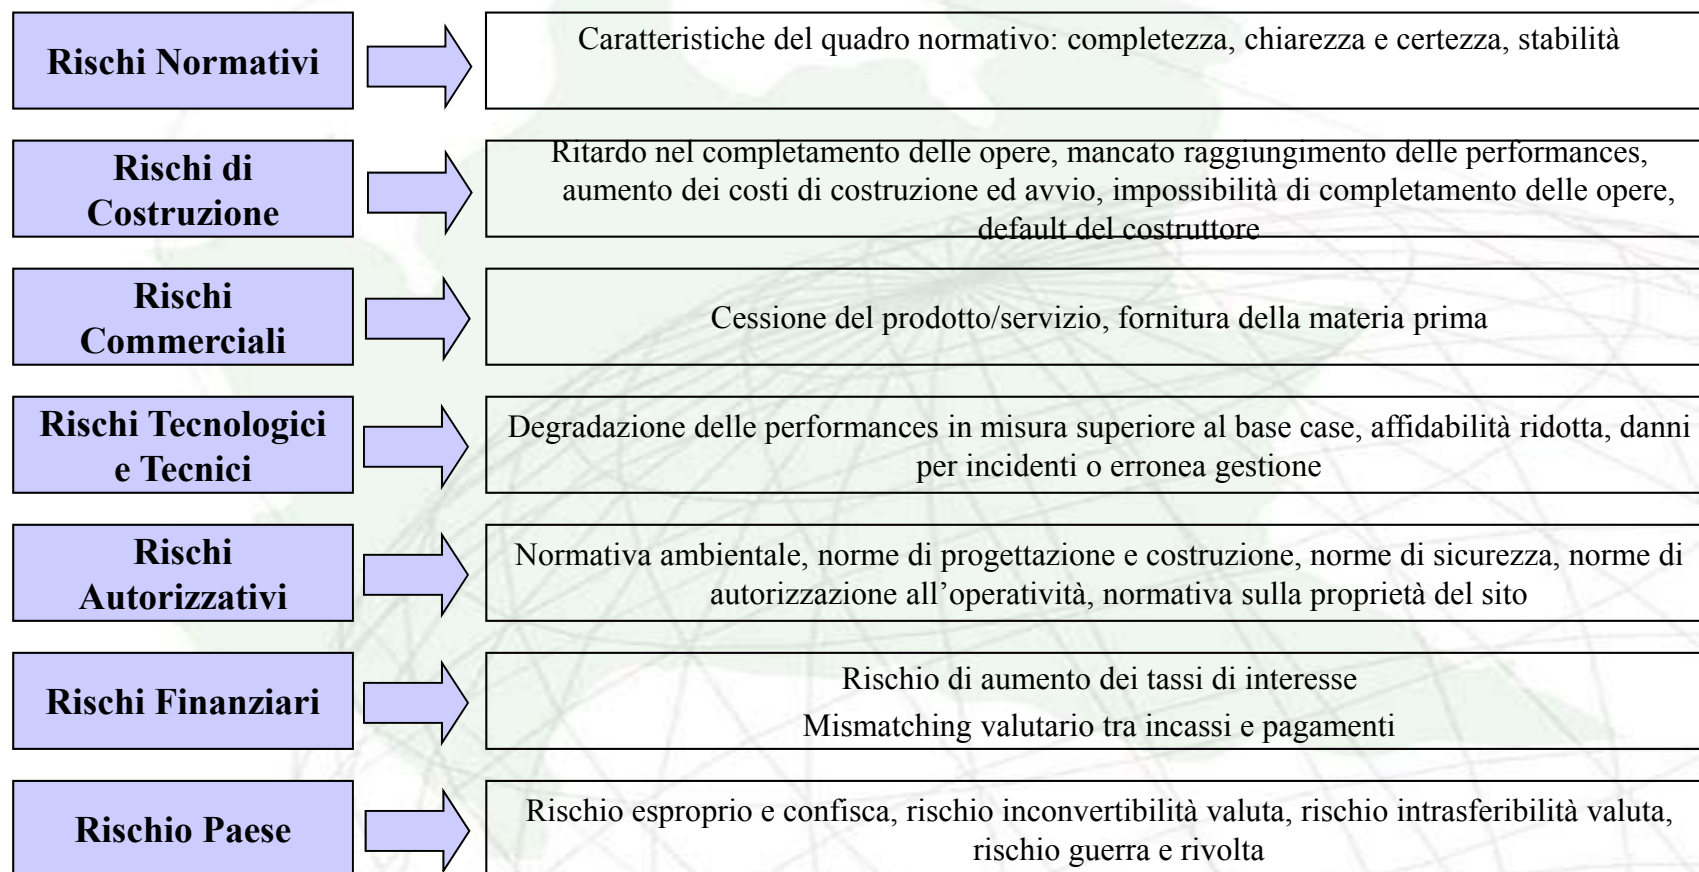 Rischi Normativi
Caratteristiche del quadro normativo: completezza, chiarezza e certezza, stabilità
Rischi di
Costruzione
Ritardo nel completamento delle opere, mancato raggiungimento delle performances,
aumento dei costi di costruzione ed avvio, impossibilità di completamento delle opere,
default del costruttore
Rischi
Commerciali
Cessione del prodotto/servizio, fornitura della materia prima
Rischi Tecnologici
e Tecnici
Degradazione delle performances in misura superiore al base case, affidabilità ridotta, danni
per incidenti o erronea gestione
Rischi
Autorizzativi
Normativa ambientale, norme di progettazione e costruzione, norme di sicurezza, norme di
autorizzazione all’operatività, normativa sulla proprietà del sito
Rischi Finanziari
Rischio di aumento dei tassi di interesse
Mismatching valutario tra incassi e pagamenti
Rischio Paese
Rischio esproprio e confisca, rischio inconvertibilità valuta, rischio intrasferibilità valuta,
rischio guerra e rivolta